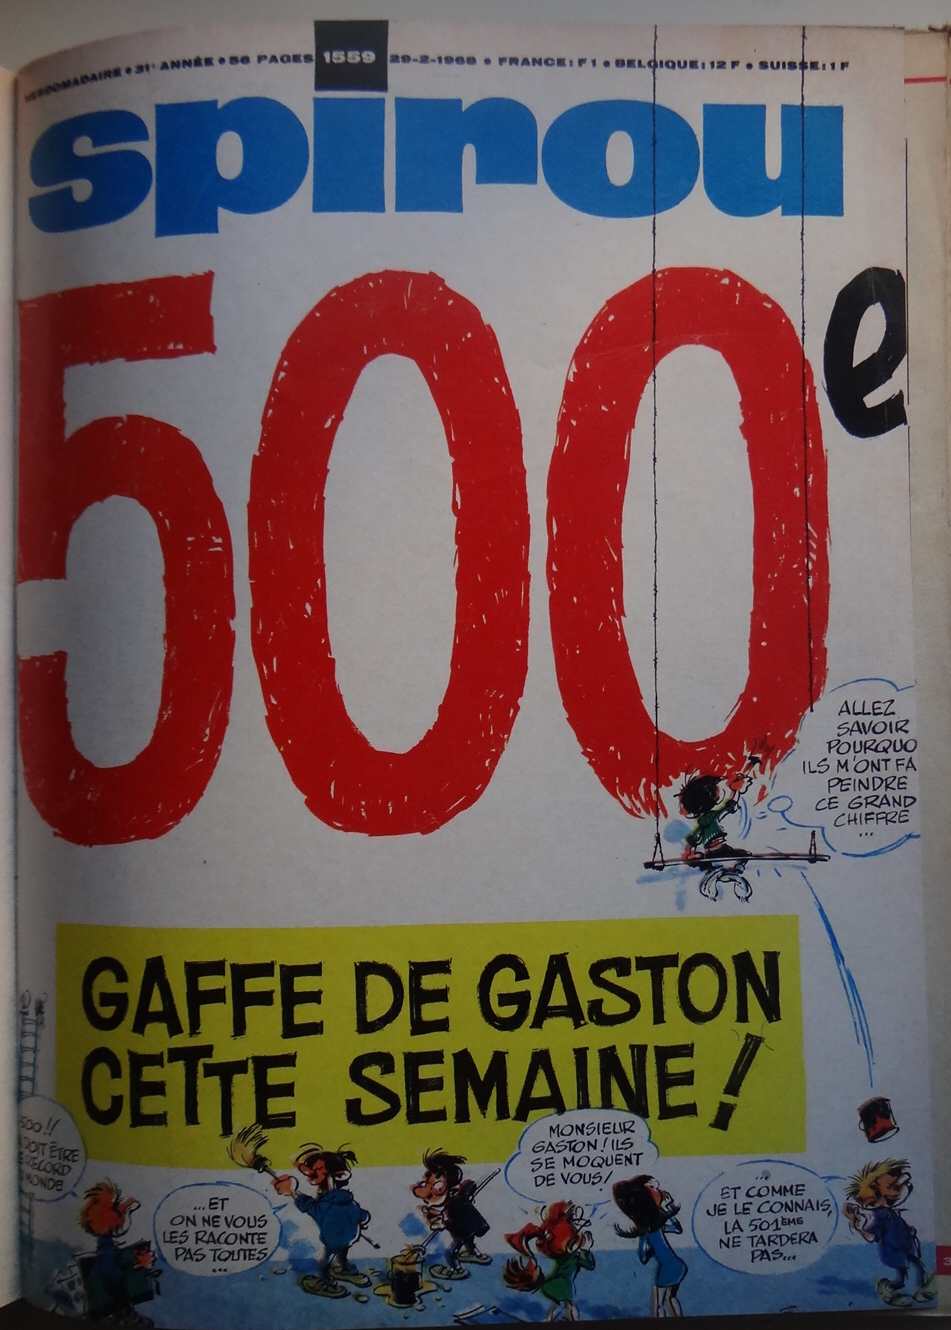 HEBDOMADAIRE • 31e ANNÉE • 56 PAGES 1559 29-2-1968 • FRANCE: F 1 • BELGIQUE: 12 F • SUISSE: 1 F
spirou
500e
ALLEZ
SAVOIR
POURQUO
ILS M'ONT FA
PEINDRE
CE GRAND
CHIFFRE
...
GAFFE DE GASTON
CETTE SEMAINE!
500!!
DOIT ÊTRE
RECORD
MONDE
...ET
ON NE VOUS
LES RACONTE
PAS TOUTES
...
MONSIEUR
GASTON! ILS
SE MOQUENT
DE VOUS!
...
ET COMME
JE LE CONNAIS,
LA 501ÈME
NE TARDERA
PAS...